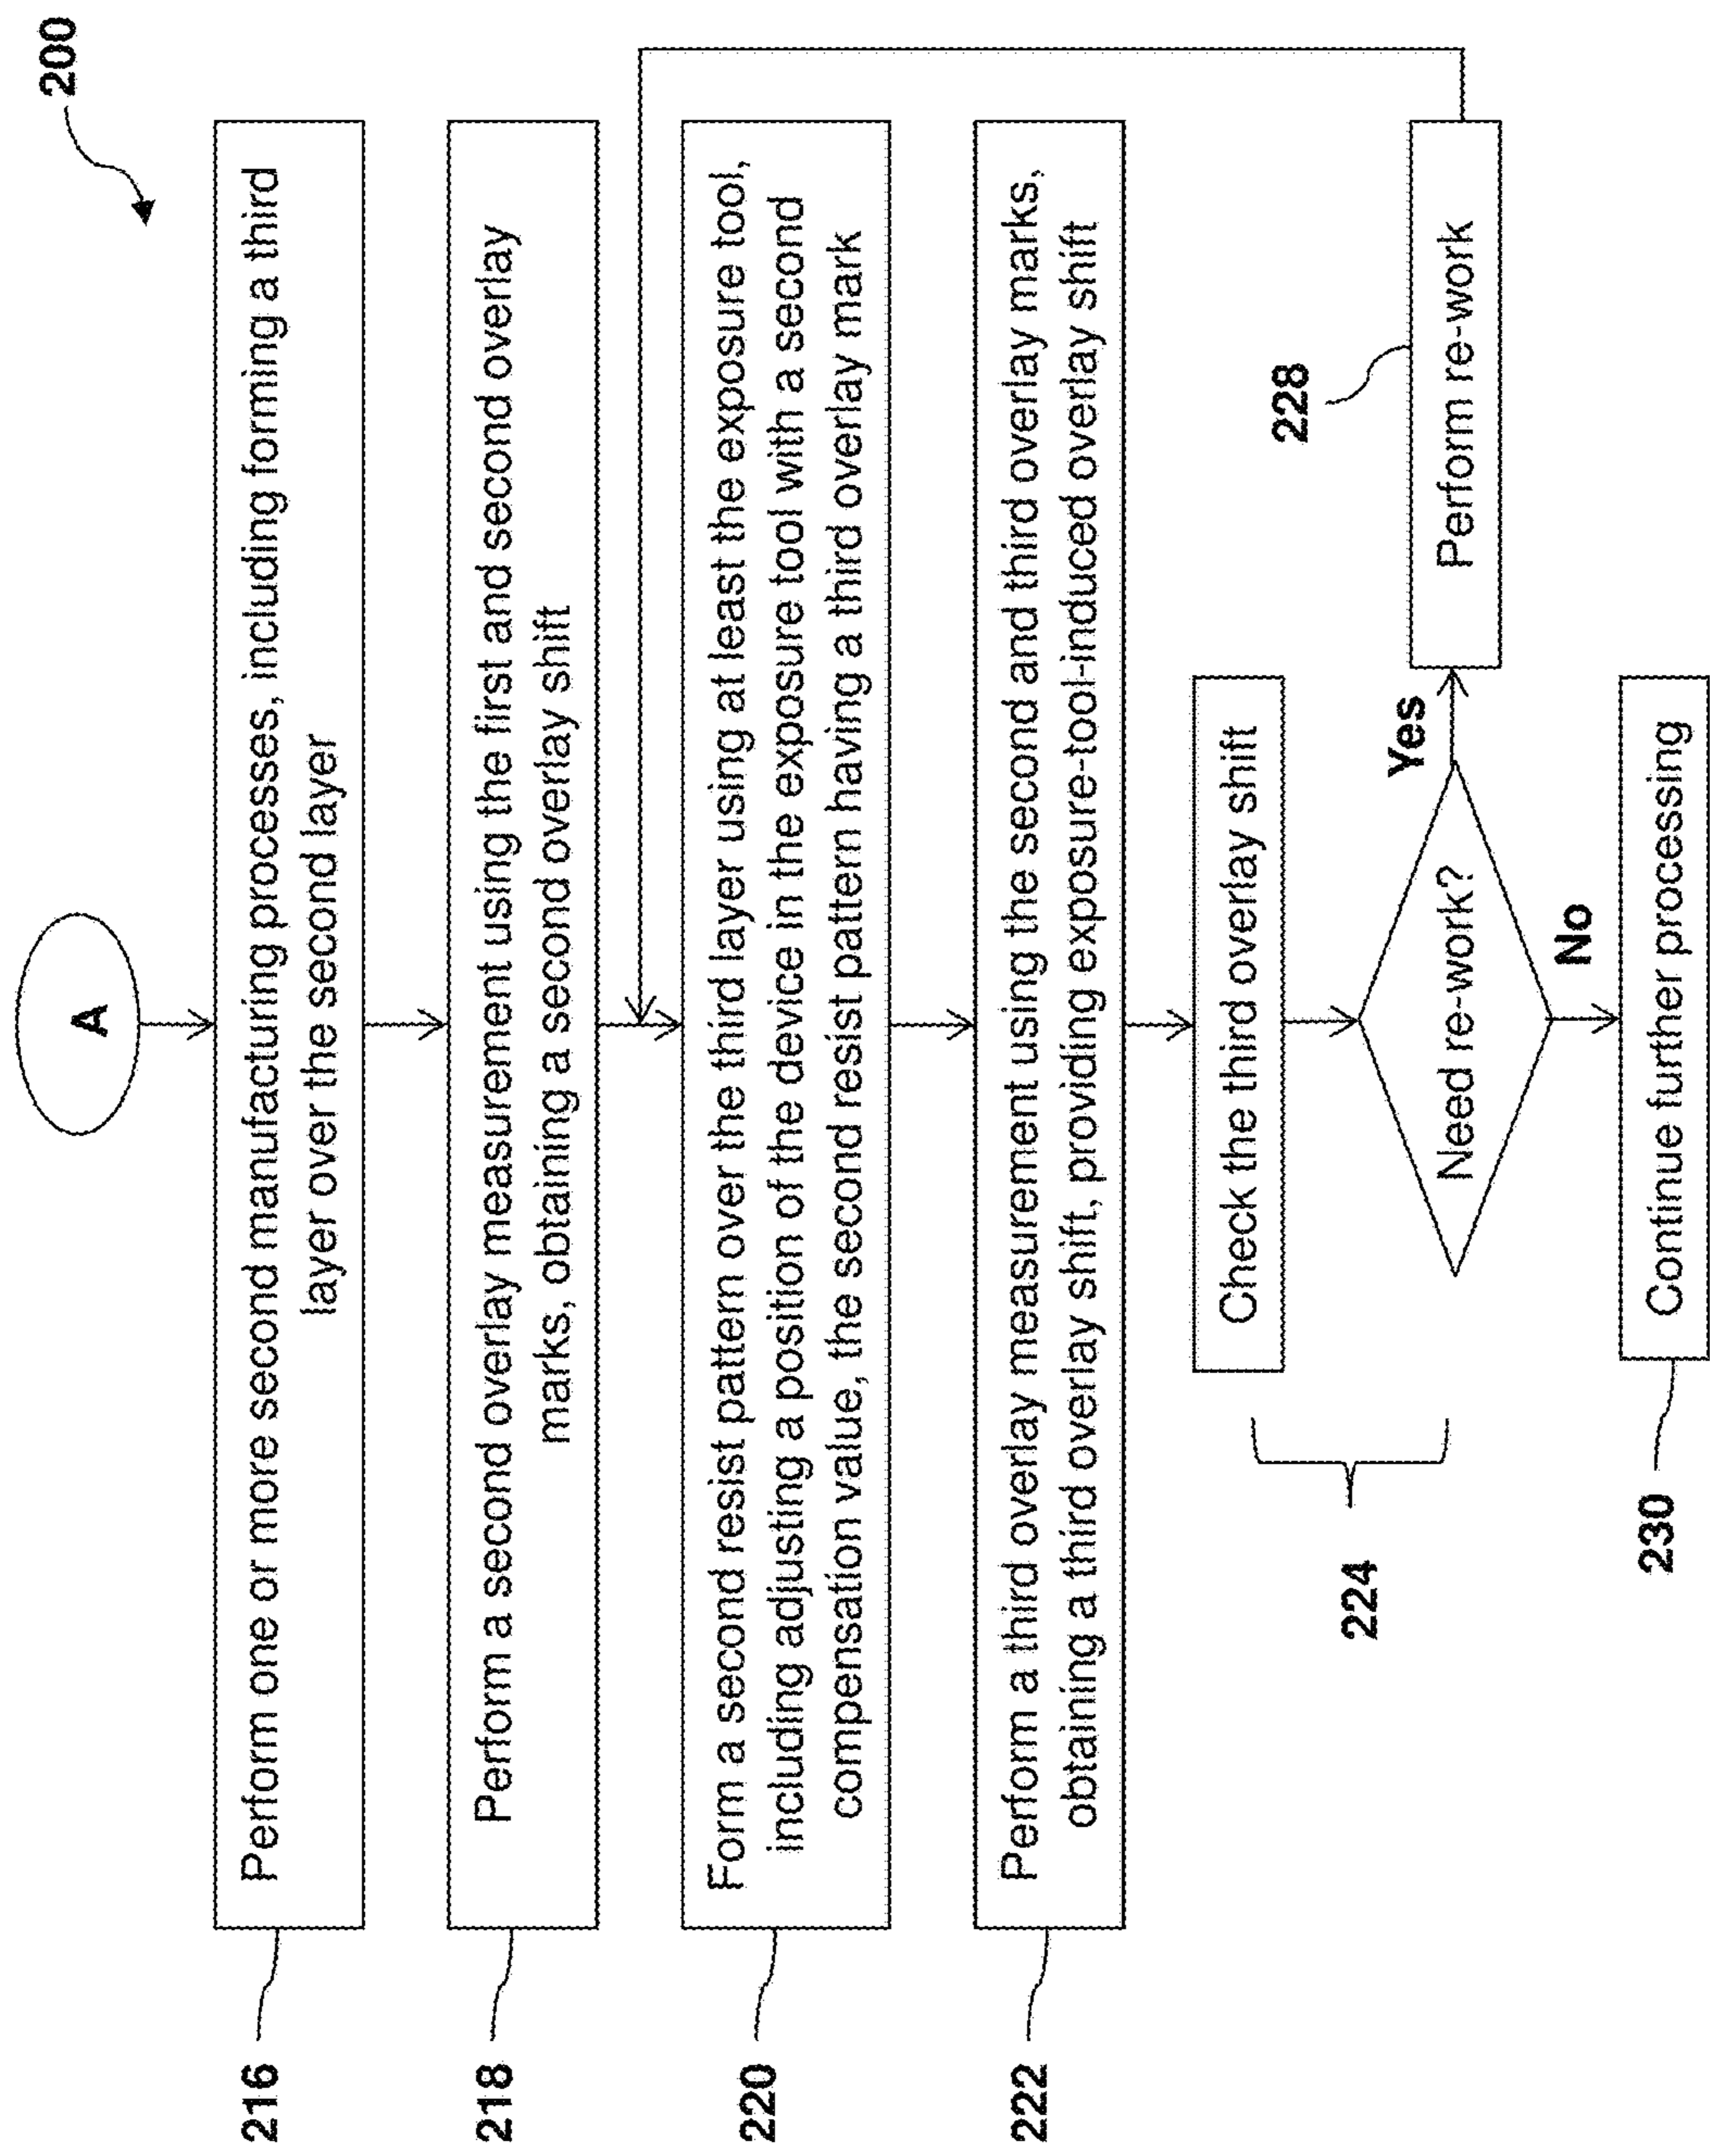 200
A
216
Perform one or more second manufacturing processes, including forming a third
layer over the second layer
218
Perform a second overlay measurement using the first and second overlay
marks, obtaining a second overlay shift
220
Form a second resist pattern over the third layer using at least the exposure tool,
including adjusting a position of the device in the exposure tool with a second
compensation value, the second resist pattern having a third overlay mark
222
Perform a third overlay measurement using the second and third overlay marks,
obtaining a third overlay shift, providing exposure-tool-induced overlay shift
224
Check the third overlay shift
Need re-work?
Yes
228
Perform re-work
No
230
Continue further processing